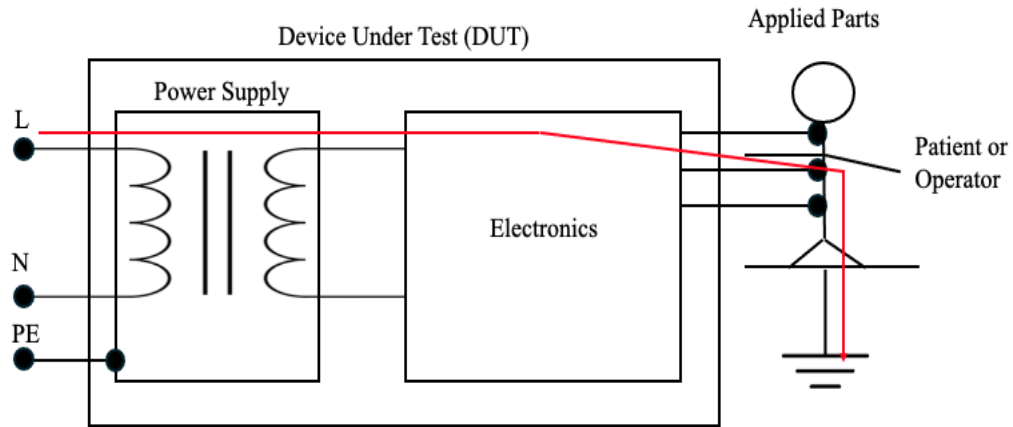 Applied Parts
Device Under Test (DUT)
Power Supply
L
Patient or
Operator
Electronics
N
PE